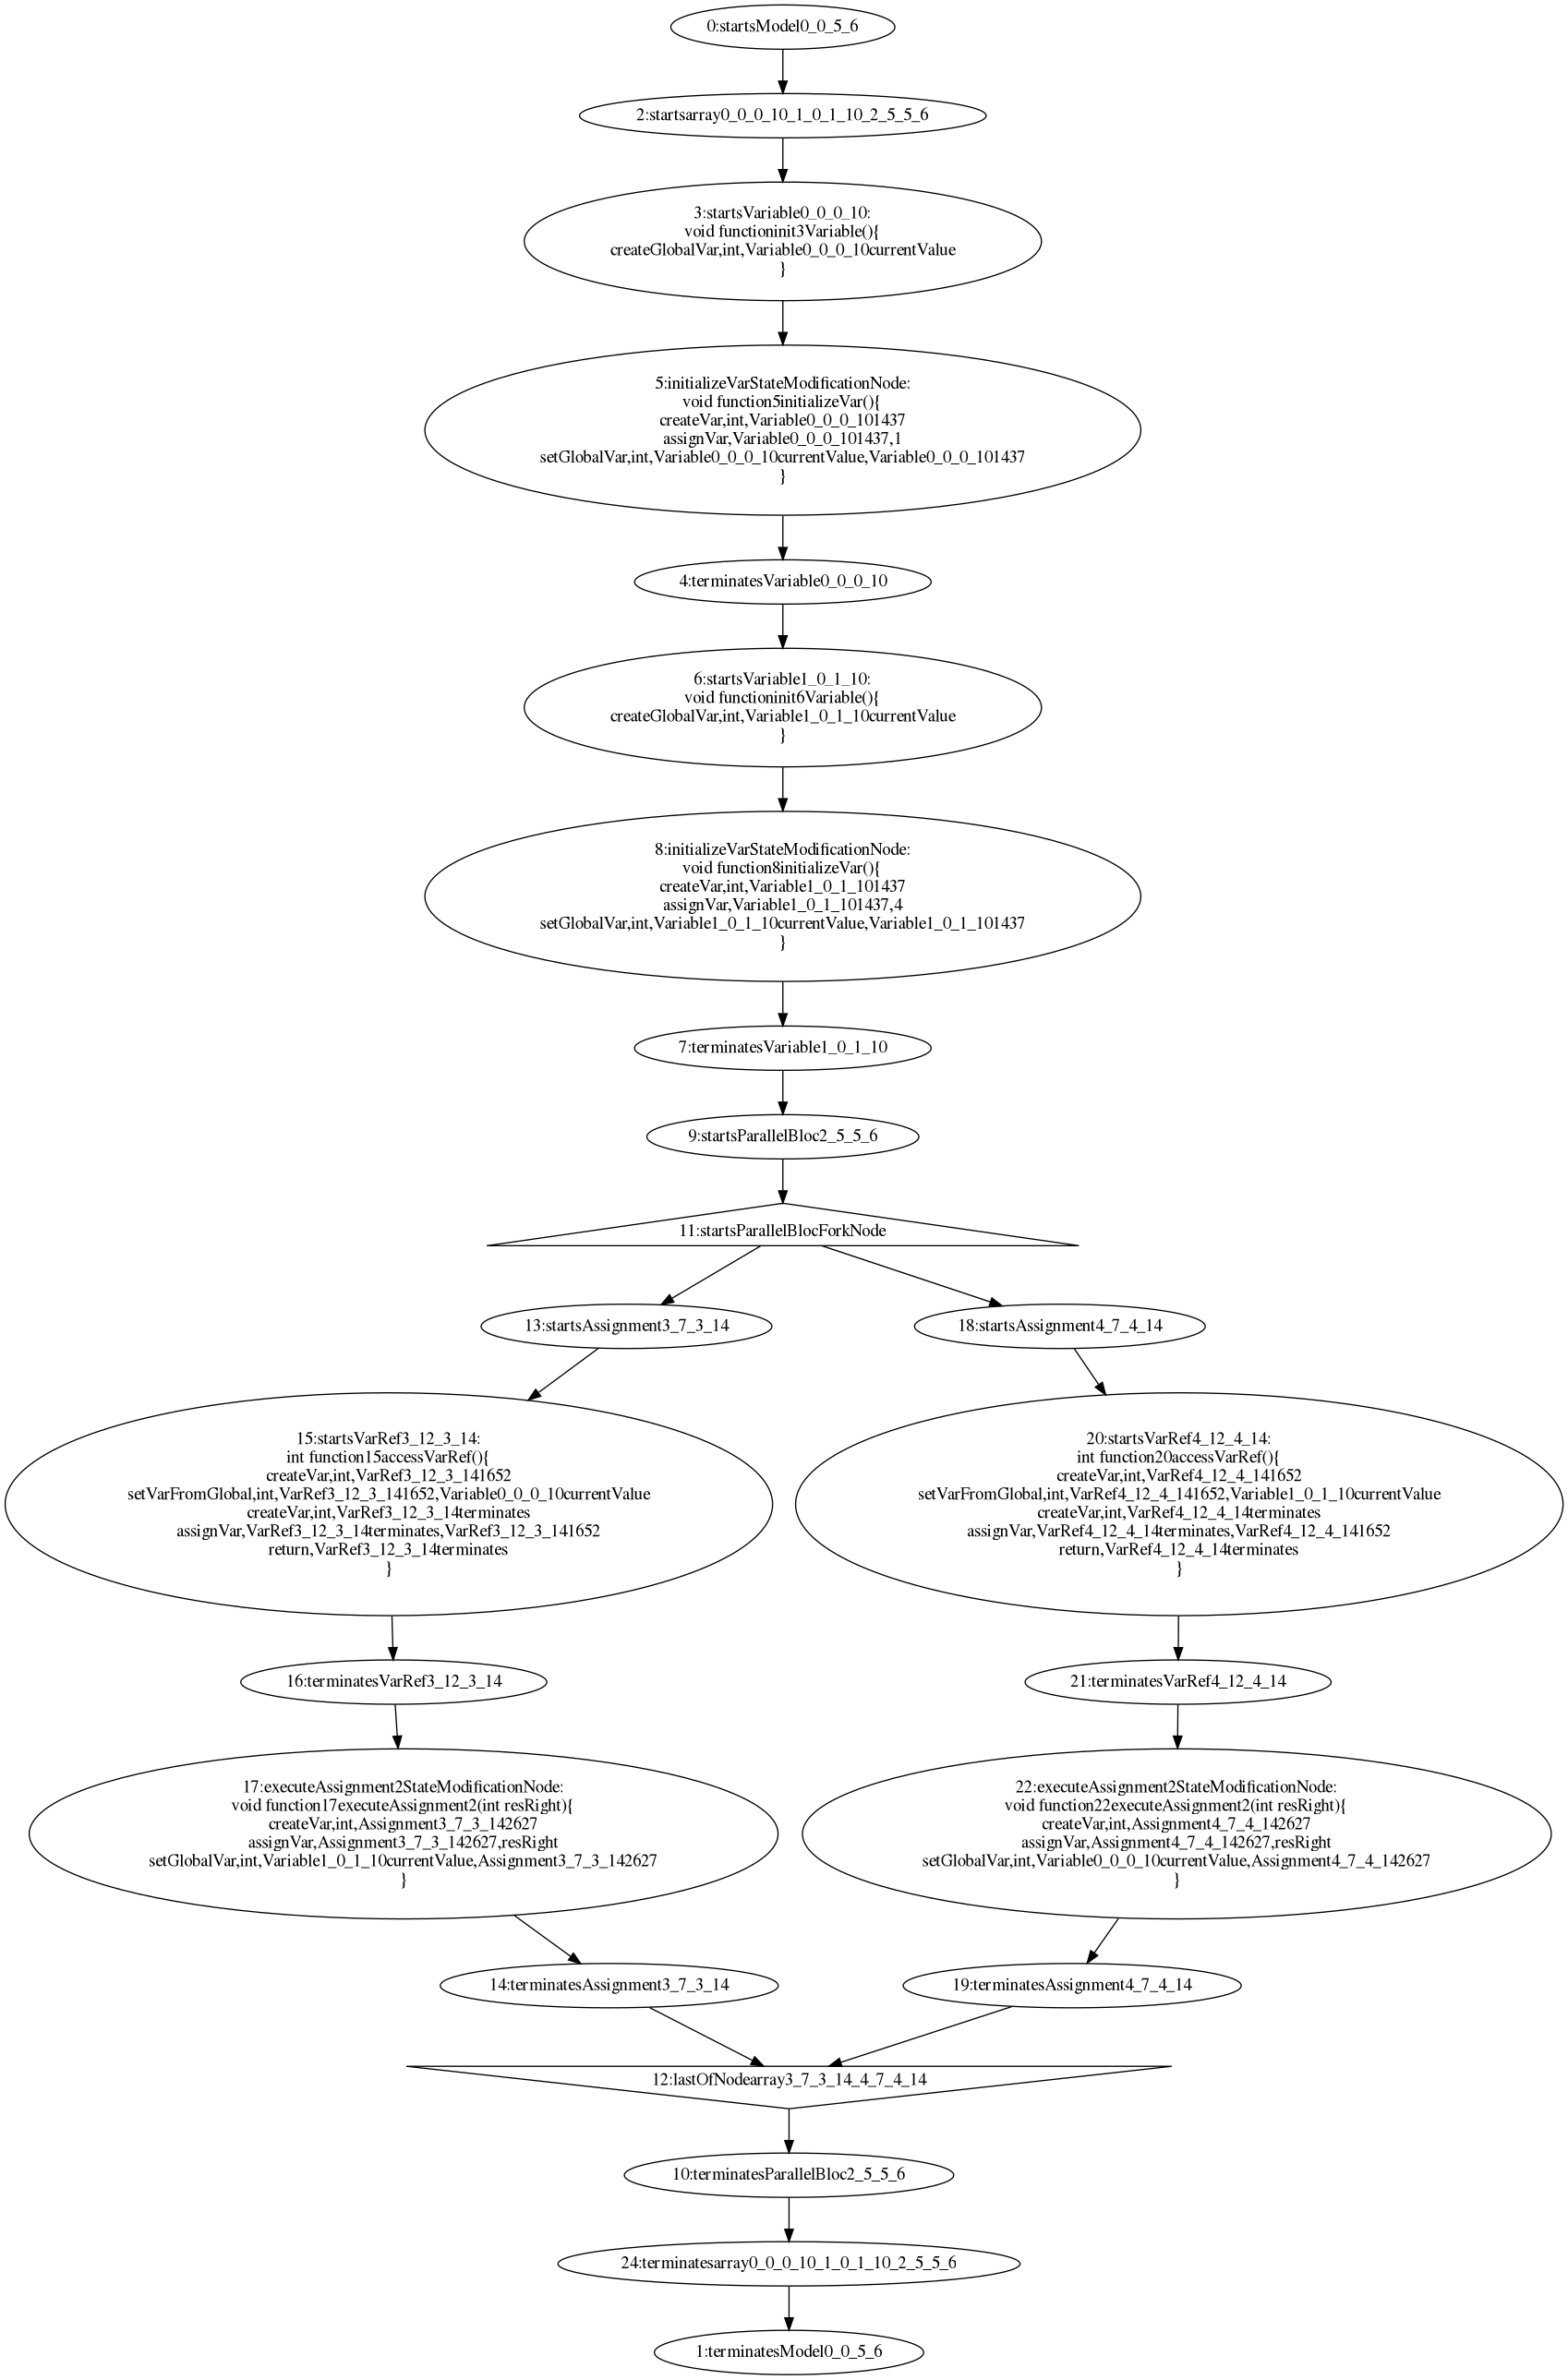 0:startsModel0_0_5_6
2:startsarray0_0_0_10_1_0_1_10_2_5_5_6
3:startsVariable0_0_0_10:
void functioninit3Variable(){
createGlobalVar,int,Variable0_0_0_10currentValue
}
5:initializeVarStateModificationNode:
void function5initializeVar(){
createVar,int,Variable0_0_0_101437
assignVar,Variable0_0_0_101437,1
setGlobalVar,int,Variable0_0_0_10currentValue,Variable0_0_0_101437
}
4:terminatesVariable0_0_0_10
6:startsVariable1_0_1_10:
void functioninit6Variable(){
createGlobalVar,int,Variable1_0_1_10currentValue
}
8:initializeVarStateModificationNode:
void function8initializeVar(){
createVar,int,Variable1_0_1_101437
assignVar,Variable1_0_1_101437,4
setGlobalVar,int,Variable1_0_1_10currentValue,Variable1_0_1_101437
}
7:terminatesVariable1_0_1_10
9:startsParallelBloc2_5_5_6
11:startsParallelBlocForkNode
13:startsAssignment3_7_3_14
18:startsAssignment4_7_4_14
15:startsVarRef3_12_3_14:
int function15accessVarRef(){
createVar,int,VarRef3_12_3_141652
setVarFromGlobal,int,VarRef3_12_3_141652,Variable0_0_0_10currentValue
createVar,int,VarRef3_12_3_14terminates
assignVar,VarRef3_12_3_14terminates,VarRef3_12_3_141652
return,VarRef3_12_3_14terminates
}
20:startsVarRef4_12_4_14:
int function20accessVarRef(){
createVar,int,VarRef4_12_4_141652
setVarFromGlobal,int,VarRef4_12_4_141652,Variable1_0_1_10currentValue
createVar,int,VarRef4_12_4_14terminates
assignVar,VarRef4_12_4_14terminates,VarRef4_12_4_141652
return,VarRef4_12_4_14terminates
}
16:terminatesVarRef3_12_3_14
21:terminatesVarRef4_12_4_14
17:executeAssignment2StateModificationNode:
void function17executeAssignment2(int resRight){
createVar,int,Assignment3_7_3_142627
assignVar,Assignment3_7_3_142627,resRight
setGlobalVar,int,Variable1_0_1_10currentValue,Assignment3_7_3_142627
}
22:executeAssignment2StateModificationNode:
void function22executeAssignment2(int resRight){
createVar,int,Assignment4_7_4_142627
assignVar,Assignment4_7_4_142627,resRight
setGlobalVar,int,Variable0_0_0_10currentValue,Assignment4_7_4_142627
}
14:terminatesAssignment3_7_3_14
19:terminatesAssignment4_7_4_14
12:lastOfNodearray3_7_3_14_4_7_4_14
10:terminatesParallelBloc2_5_5_6
24:terminatesarray0_0_0_10_1_0_1_10_2_5_5_6
1:terminatesModel0_0_5_6